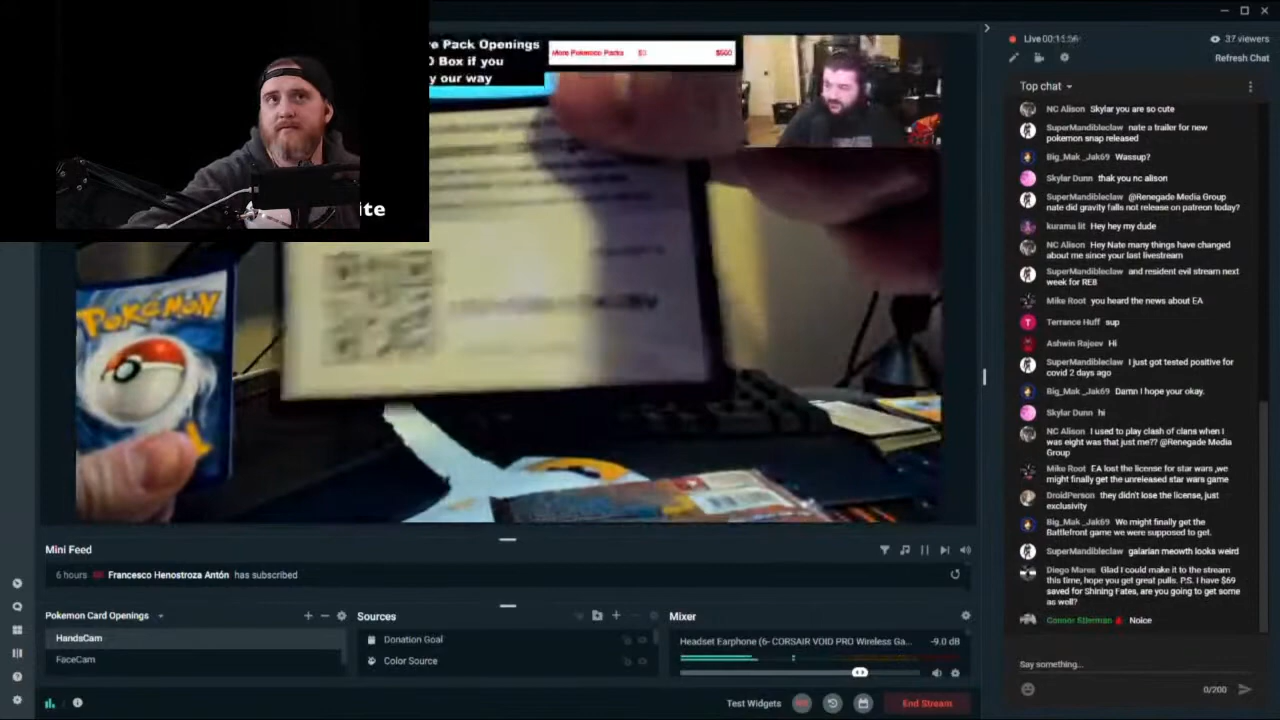 ite
e Pack Openings
O Box if you
y our way
More Pokemon Packs $0 $500
POKEMON
Live 37 viewers
Refresh Chat
Top chat
NC Alison Skylar you are so cute
SuperMandibleclaw nate a trailer for new
pokemon snap released
Big_Mak_Jak69 Wassup?
Skylar Dunn thak you nc alison
SuperMandibleclaw @Renegade Media Group
nate did gravity falls not release on patreon today?
kurama lit Hey hey my dude
NC Alison Hey Nate many things have changed
about me since your last livestream
SuperMandibleclaw and resident evil stream next
week for RE8
Mike Root you heard the news about EA
Terrance Huff sup
Ashwin Rajeev Hi
SuperMandibleclaw I just got tested positive for
covid 2 days ago
Big_Mak_Jak69 Damn I hope your okay.
Skylar Dunn hi
NC Alison I used to play clash of clans when I
was eight was that just me?? @Renegade Media
Group
Mike Root EA lost the license for star wars ,we
might finally get the unreleased star wars game
DroidPerson they didn't lose the license, just
exclusivity
Big_Mak_Jak69 We might finally get the
Battlefront game we were supposed to get.
SuperMandibleclaw galarian meowth looks weird
Diego Mares Glad I could make it to the stream
this time, hope you get great pulls. P.S. I have $69
saved for Shining Fates, are you going to get some
as well?
Connor Stierman Noice
Say something...
0/200
Mini Feed
6 hours Francesco Henostroza Antón has subscribed
Pokemon Card Openings
HandsCam
FaceCam
Sources
Donation Goal
Color Source
Mixer
Headset Earphone (6- CORSAIR VOID PRO Wireless Ga... -9.0 dB
Test Widgets
End Stream